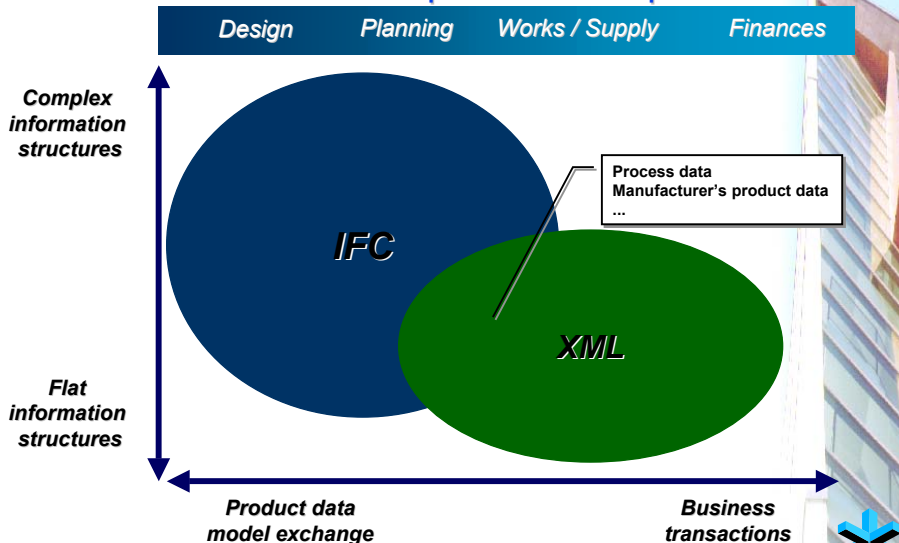 Design Planning Works / Supply Finances
Complex
information
structures
Process data
Manufacturer's product data
...
IFC
XML
Flat
information
structures
Product data
model exchange
Business
transactions